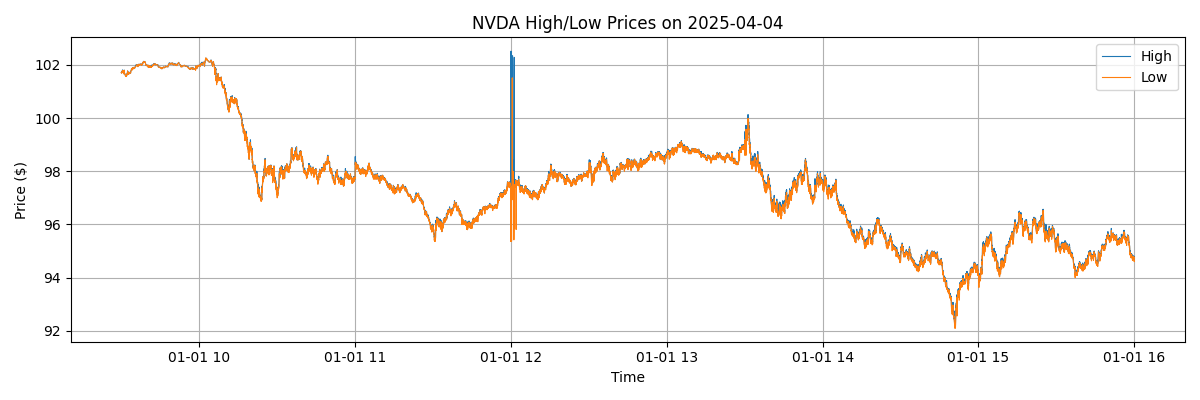 NVDA High/Low Prices on 2025-04-04
High
Low
Price ($)
102
100
98
96
94
92
01-01 10
01-01 11
01-01 12
01-01 13
01-01 14
01-01 15
01-01 16
Time